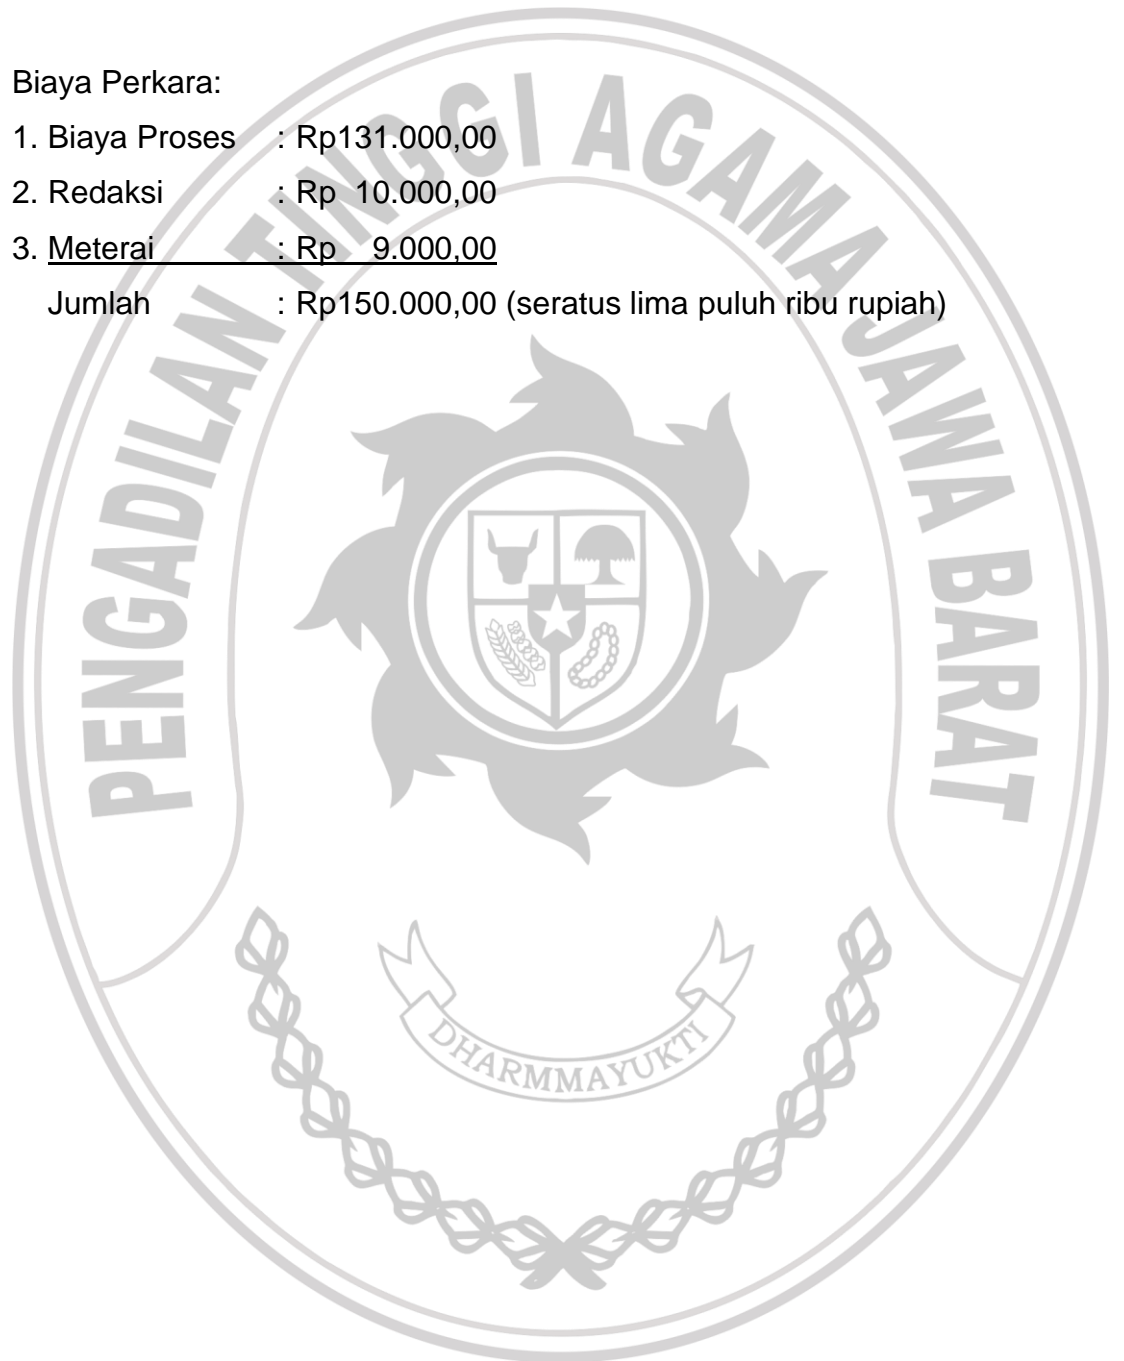 Biaya Perkara:
1. Biaya Proses : Rp131.000,00
2. Redaksi : Rp 10.000,00
3. Meterai : Rp 9.000,00
Jumlah : Rp150.000,00 (seratus lima puluh ribu rupiah)
PENGADILAN TINGGI AGAMA JAWA BARAT
DHARMMAYUKTI